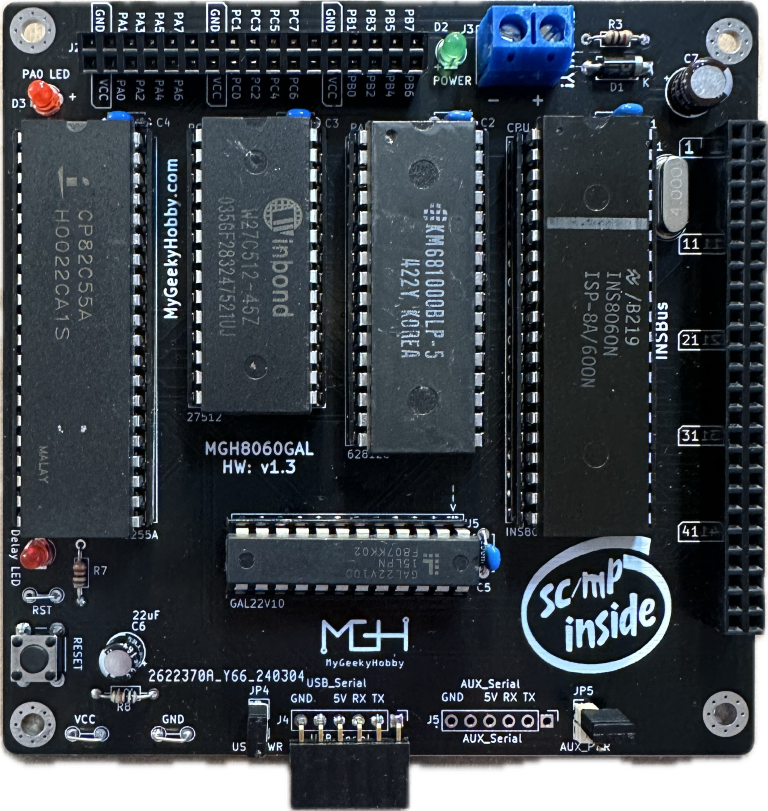 GND PA1 PA3 PA5 PA7 GND PC1 PC3 PC5 PC7 GND PB1 PB3 PB5 PB7
VCC PA0 PA2 PA4 PA6 VCC PC0 PC2 PC4 PC6 VCC PB0 PB2 PB4 PB6
D2
POWER
J3
- +
R3
D1 K
C7
+
PA0 LED
D3
+
C4
C3
C2
CPU
CP82C55A
H0022CA1S
MALAY
MyGeekyHobby.com
Winbond
W27C512-45Z
27512
KM681000BLP-5
422Y KOREA
/B219
INS8060N
ISP-8A/600N
4.000
INSBus
1
11
21
31
41
MGH8060GAL
HW: v1.3
GAL22V10
15LPN
F807KK02
GAL22V10
J5
C5
Delay LED
R7
RST
RESET
22uF
C6
R8
VCC
GND
sc/mp
inside
MGH
MyGeekyHobby
2622370A_Y66_240304
JP4
USB_Serial
GND 5V RX TX
J4
AUX_Serial
GND 5V RX TX
J5
AUX_Serial
JP5